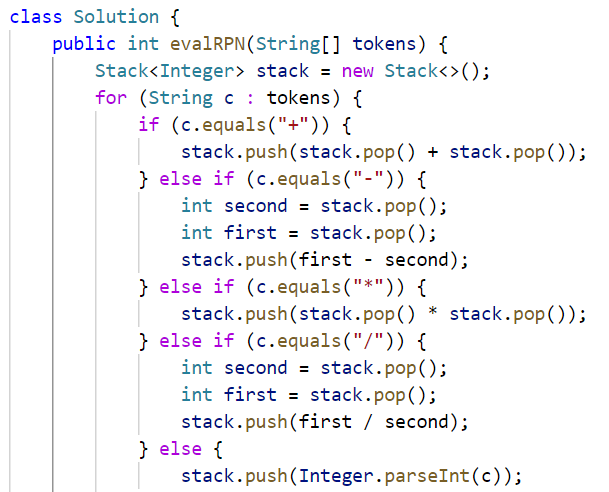 class Solution {
    public int evalRPN(String[] tokens) {
        Stack<Integer> stack = new Stack<>();
        for (String c : tokens) {
            if (c.equals("+")) {
                stack.push(stack.pop() + stack.pop());
            } else if (c.equals("-")) {
                int second = stack.pop();
                int first = stack.pop();
                stack.push(first - second);
            } else if (c.equals("*")) {
                stack.push(stack.pop() * stack.pop());
            } else if (c.equals("/")) {
                int second = stack.pop();
                int first = stack.pop();
                stack.push(first / second);
            } else {
                stack.push(Integer.parseInt(c));